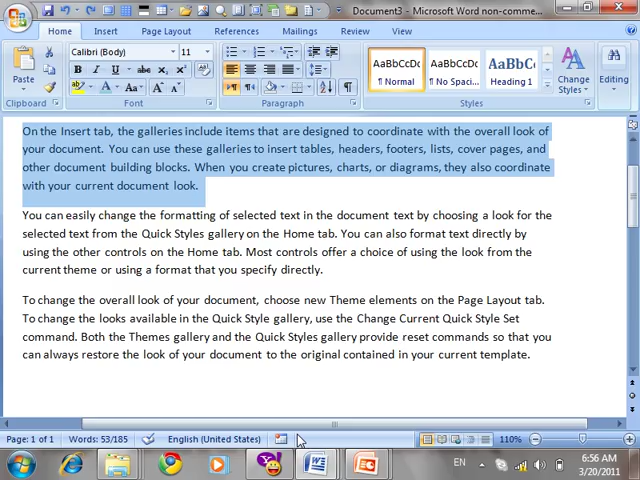 Document3 - Microsoft Word non-comme...
Home Insert Page Layout References Mailings Review View
Calibri (Body) 11
Paste
AaBbCcDc AaBbCcDc AaBbC
¶ Normal ¶ No Spaci... Heading 1
Change Styles
Editing
Clipboard Font Paragraph Styles
On the Insert tab, the galleries include items that are designed to coordinate with the overall look of
your document. You can use these galleries to insert tables, headers, footers, lists, cover pages, and
other document building blocks. When you create pictures, charts, or diagrams, they also coordinate
with your current document look.
You can easily change the formatting of selected text in the document text by choosing a look for the
selected text from the Quick Styles gallery on the Home tab. You can also format text directly by
using the other controls on the Home tab. Most controls offer a choice of using the look from the
current theme or using a format that you specify directly.
To change the overall look of your document, choose new Theme elements on the Page Layout tab.
To change the looks available in the Quick Style gallery, use the Change Current Quick Style Set
command. Both the Themes gallery and the Quick Styles gallery provide reset commands so that you
can always restore the look of your document to the original contained in your current template.
Page: 1 of 1 Words: 53/185 English (United States) 110%
EN 6:56 AM
3/20/2011